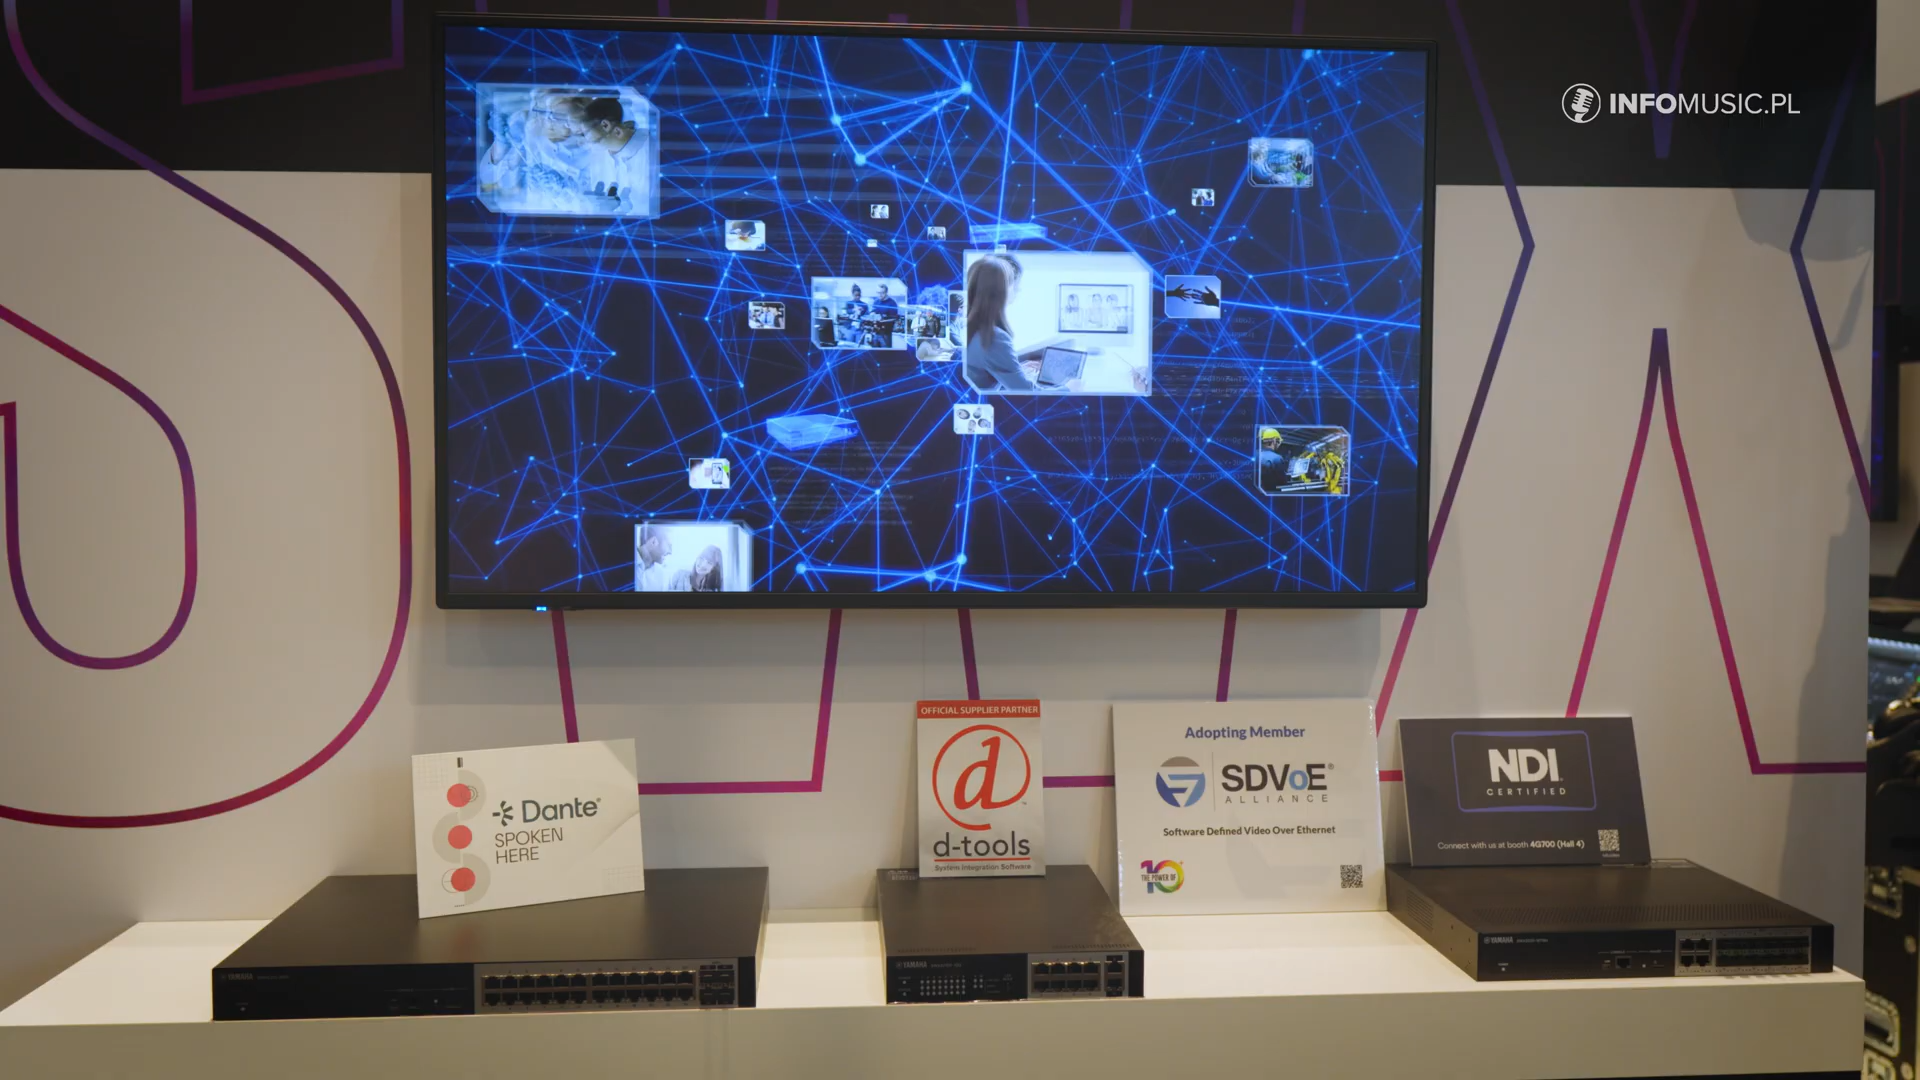 INFOMUSIC.PL
OFFICIAL SUPPLIER PARTNER
d
d-tools
System Integration Software
Adopting Member
SDVoE
ALLIANCE
Software Defined Video Over Ethernet
THE POWER OF
10
NDI
CERTIFIED
Connect with us at booth 4G700 (Hall 4)
Dante
SPOKEN
HERE
YAMAHA
YAMAHA
YAMAHA